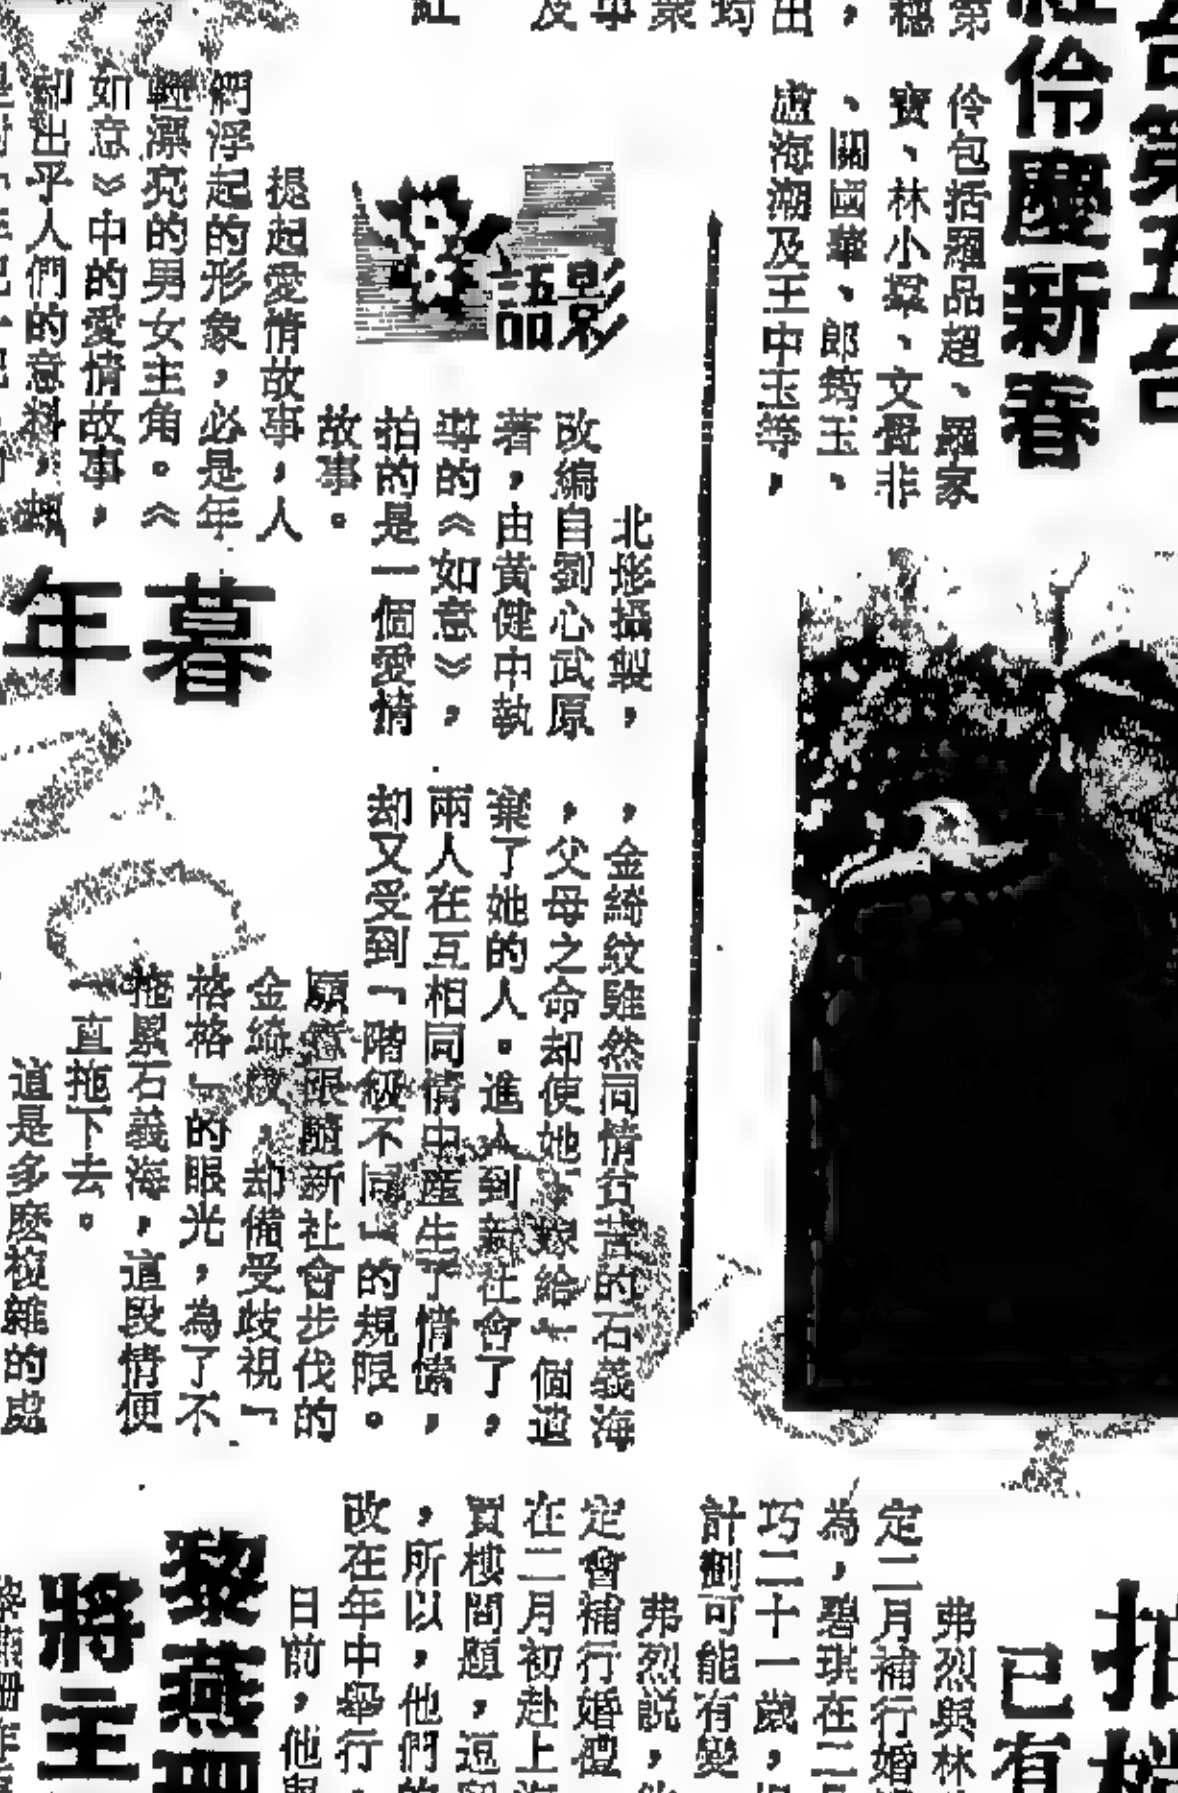 伶慶新春
伶包括羅品超、羅家
寶、林小羣、文覺非
、關國華、郎筠玉、
盧海潮及王中玉等，
影語
北影攝製，
改編自劉心武原
著，由黃健中執
導的《如意》，
拍的是一個愛情
故事。
提起愛情故事，人
們浮起的形象，必是年
輕漂亮的男女主角。《
如意》中的愛情故事，
却出乎人們的意料，
暮年
，金綺紋雖然同情甘苦的石義海
，父母之命却使她要嫁給一個遺
棄了她的人。進入到新社會了，
兩人在互相同情中產生了情愫，
却又受到「階級不同」的規限。
願意跟隨新社會步伐的
金綺紋，却備受歧視「
格格」的眼光，為了不
拖累石義海，這段情便
一直拖下去。
這是多麽複雜的處
拍
已有
弗烈與林
定二月補行婚
為，碧琪在二
巧二十一歲，
計劃可能有變
弗烈説，
定會補行婚禮
在二月初赴上
買樓問題，這
，所以，他們
改在年中舉行
日前，他
黎燕珊
將主